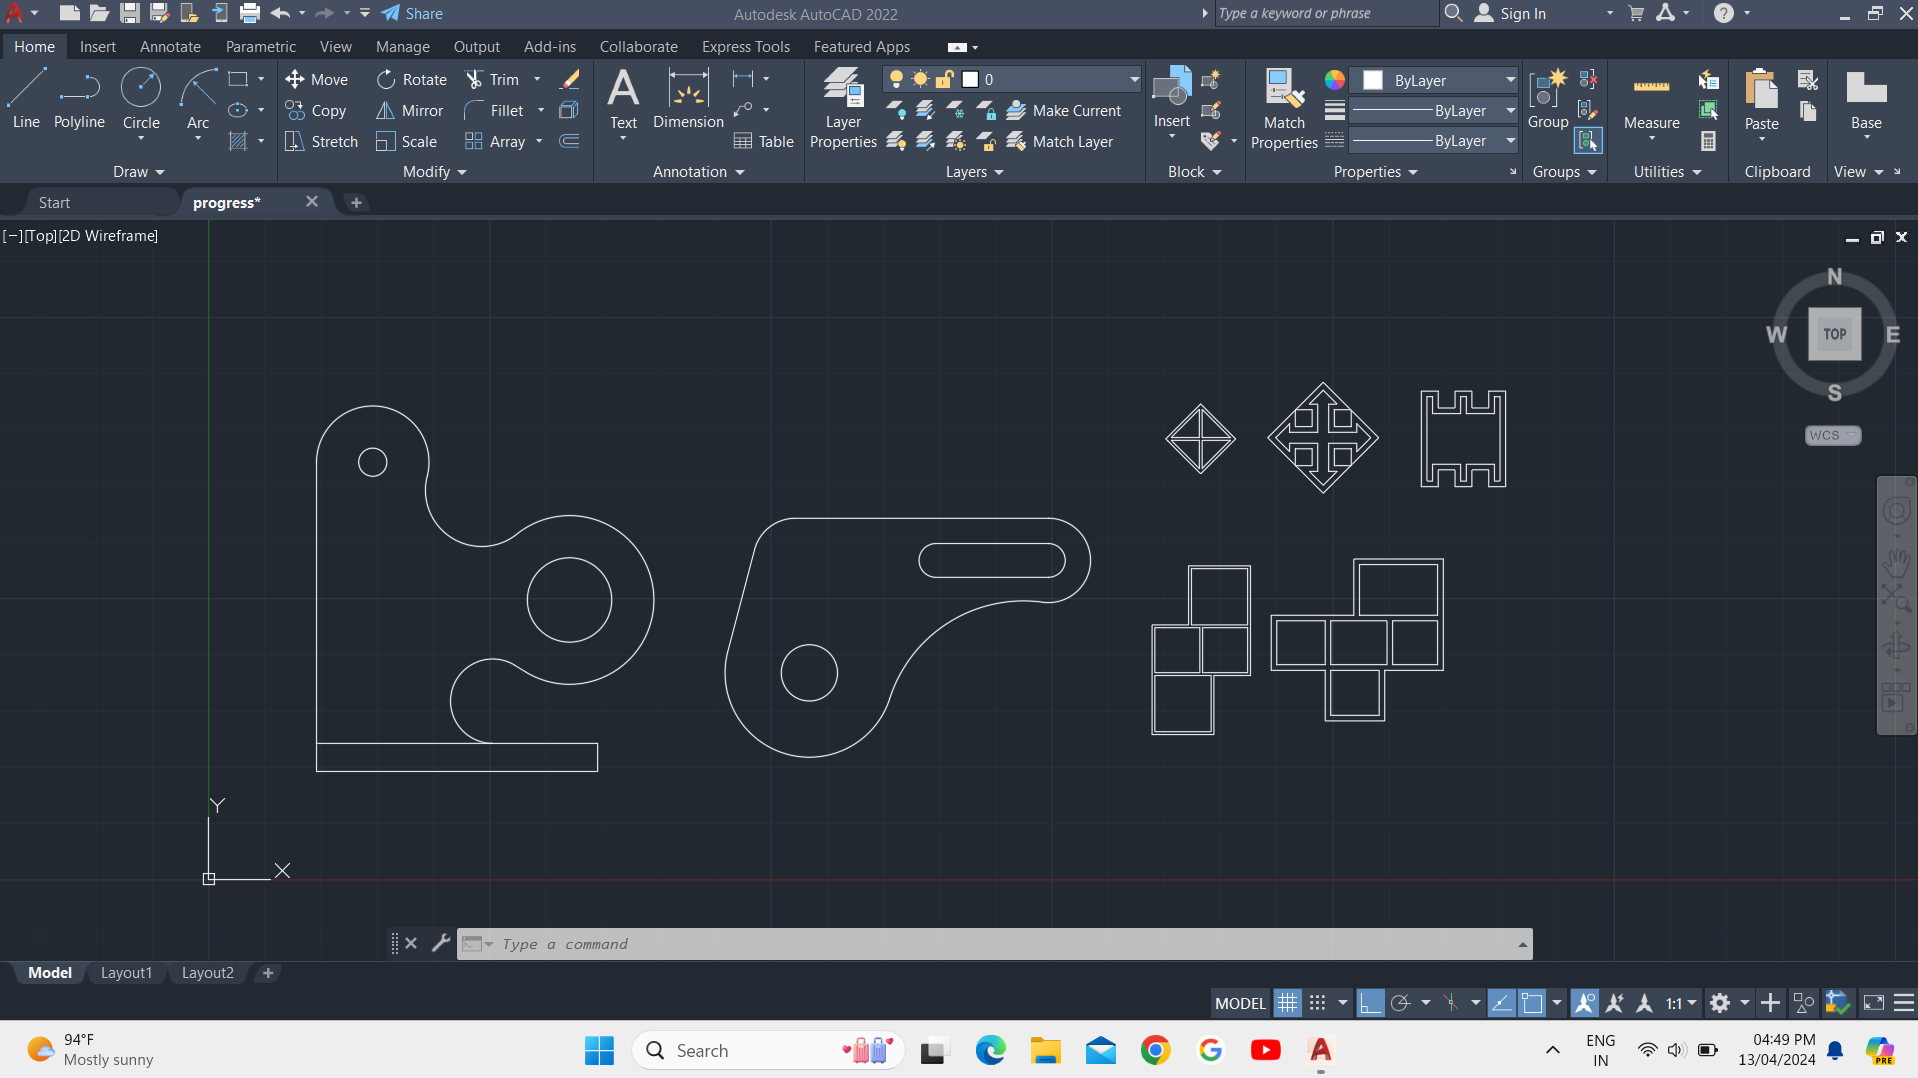 Share
Autodesk AutoCAD 2022
Type a keyword or phrase
Sign In
Home Insert Annotate Parametric View Manage Output Add-ins Collaborate Express Tools Featured Apps
Line Polyline Circle Arc
Move Rotate Trim
Copy Mirror Fillet
Stretch Scale Array
Text Dimension
Table
Layer
Properties
0
Make Current
Match Layer
Insert
Match
Properties
ByLayer
ByLayer
ByLayer
Group
Measure
Paste
Base
Draw Modify Annotation Layers Block Properties Groups Utilities Clipboard View
Start progress*
[−][Top][2D Wireframe]
N
W TOP E
S
WCS
Y
X
Type a command
Model Layout1 Layout2
MODEL 1:1
94°F
Mostly sunny
Search
ENG
IN
04:49 PM
13/04/2024
PRE